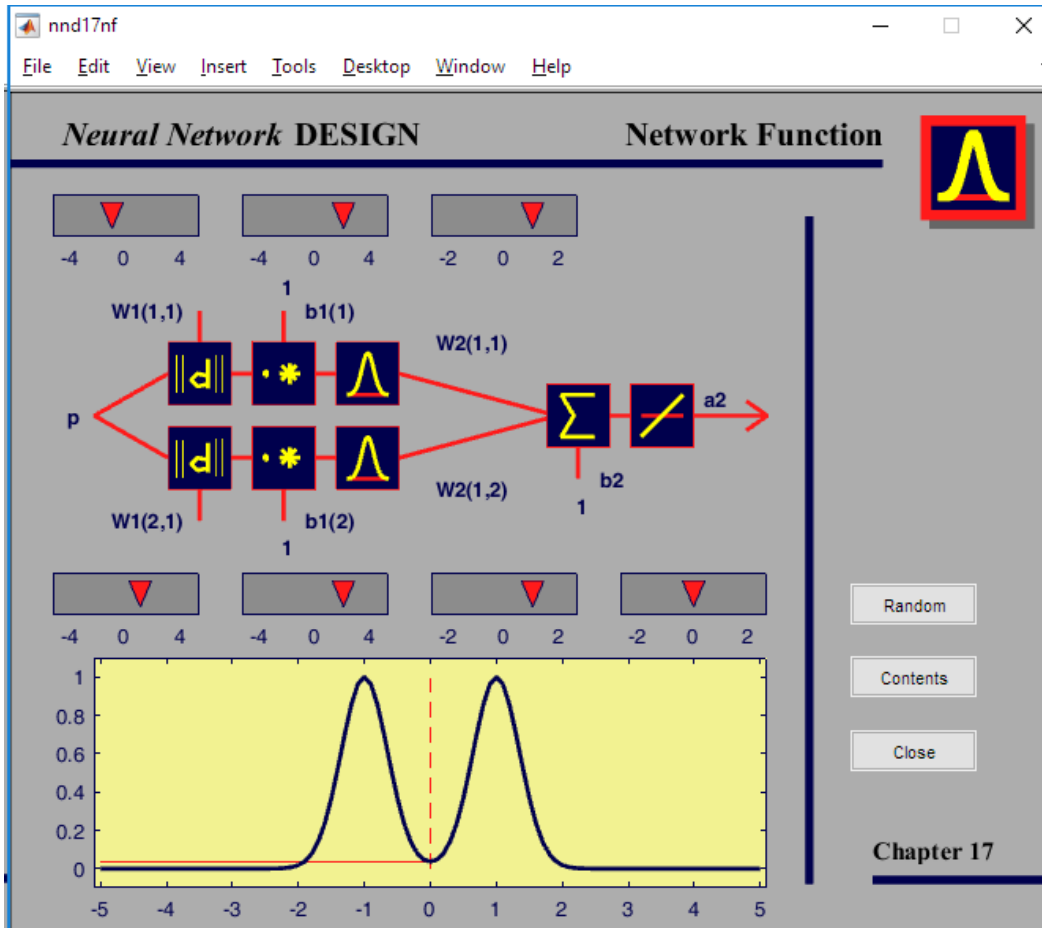 nnd17nf
File Edit View Insert Tools Desktop Window Help
Neural Network DESIGN Network Function
-4 0 4 -4 0 4 -2 0 2
1
W1(1,1) b1(1)
W2(1,1)
||d|| .*
a2
p
||d|| .*
Σ
b2
W2(1,2)
1
W1(2,1) b1(2)
1
-4 0 4 -4 0 4 -2 0 2 -2 0 2
Random
Contents
Close
1
0.8
0.6
0.4
0.2
0
-5 -4 -3 -2 -1 0 1 2 3 4 5
Chapter 17